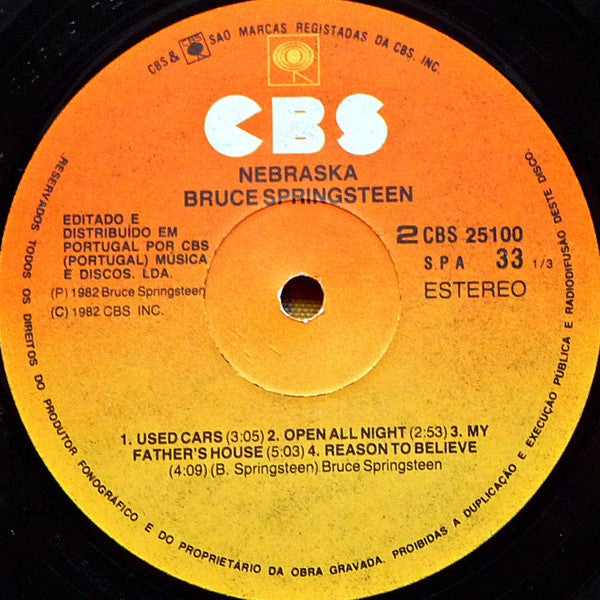 CBS & SAO MARCAS REGISTADAS DA CBS. INC.
CBS
NEBRASKA
BRUCE SPRINGSTEEN
EDITADO E
DISTRIBUÍDO EM
PORTUGAL POR CBS
(PORTUGAL) MÚSICA
E DISCOS. LDA.
(P) 1982 Bruce Springsteen
(C) 1982 CBS INC.
2 CBS 25100
S.P A 33 1/3
ESTEREO
1. USED CARS (3:05) 2. OPEN ALL NIGHT (2:53) 3. MY
FATHER'S HOUSE (5:03) 4. REASON TO BELIEVE
(4:09) (B. Springsteen) Bruce Springsteen
RESERVADOS TODOS OS DIREITOS DO PRODUTOR FONOGRÁFICO E DO PROPRIETÁRIO DA OBRA GRAVADA. PROIBIDAS A DUPLICAÇÃO E EXECUÇÃO PÚBLICA E RADIODIFUSÃO DESTE DISCO.